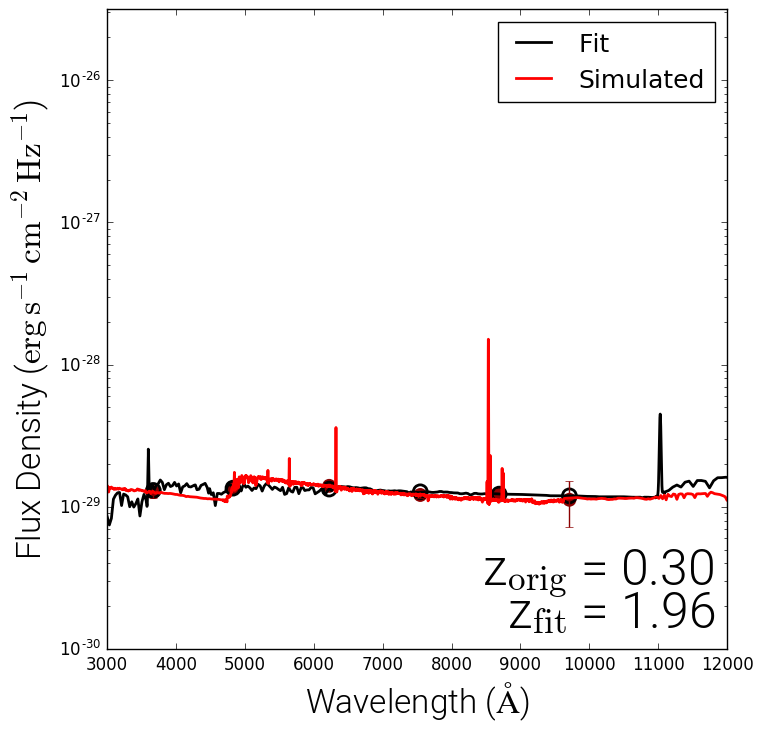 Fit
Simulated
10^-26
10^-27
10^-28
10^-29
10^-30
Flux Density (erg s^-1 cm^-2 Hz^-1)
z_orig = 0.30
z_fit = 1.96
3000 4000 5000 6000 7000 8000 9000 10000 11000 12000
Wavelength (Å)